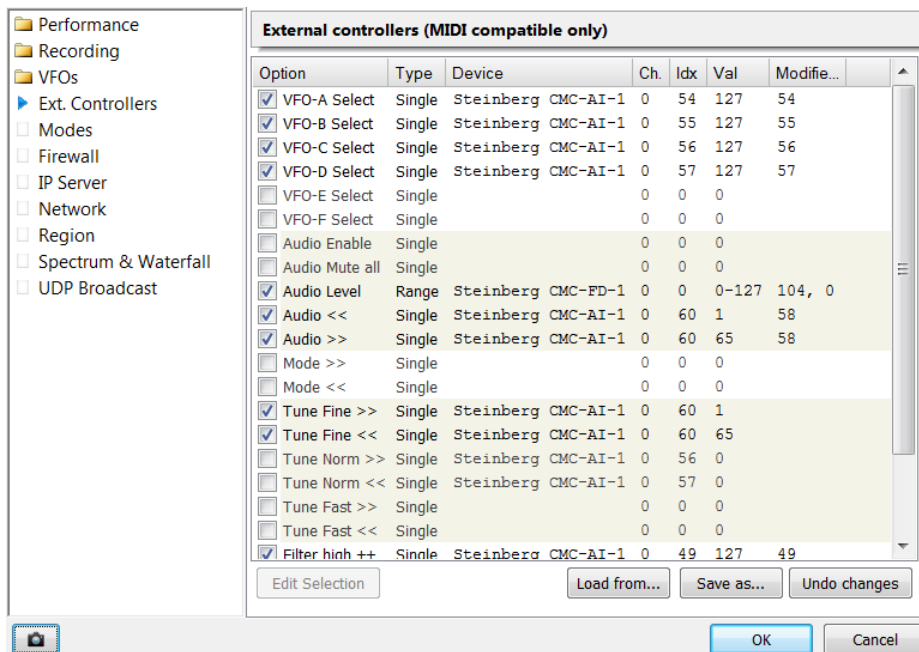 Performance
Recording
VFOs
Ext. Controllers
Modes
Firewall
IP Server
Network
Region
Spectrum & Waterfall
UDP Broadcast
External controllers (MIDI compatible only)
Option Type Device Ch. Idx Val Modifie...
VFO-A Select Single Steinberg CMC-AI-1 0 54 127 54
VFO-B Select Single Steinberg CMC-AI-1 0 55 127 55
VFO-C Select Single Steinberg CMC-AI-1 0 56 127 56
VFO-D Select Single Steinberg CMC-AI-1 0 57 127 57
VFO-E Select Single 0 0 0
VFO-F Select Single 0 0 0
Audio Enable Single 0 0 0
Audio Mute all Single 0 0 0
Audio Level Range Steinberg CMC-FD-1 0 0 0-127 104, 0
Audio << Single Steinberg CMC-AI-1 0 60 1 58
Audio >> Single Steinberg CMC-AI-1 0 60 65 58
Mode >> Single 0 0 0
Mode << Single 0 0 0
Tune Fine >> Single Steinberg CMC-AI-1 0 60 1
Tune Fine << Single Steinberg CMC-AI-1 0 60 65
Tune Norm >> Single Steinberg CMC-AI-1 0 56 0
Tune Norm << Single Steinberg CMC-AI-1 0 57 0
Tune Fast >> Single 0 0 0
Tune Fast << Single 0 0 0
Filter high ++ Single Steinberg CMC-AI-1 0 49 127 49
Edit Selection Load from... Save as... Undo changes
OK Cancel